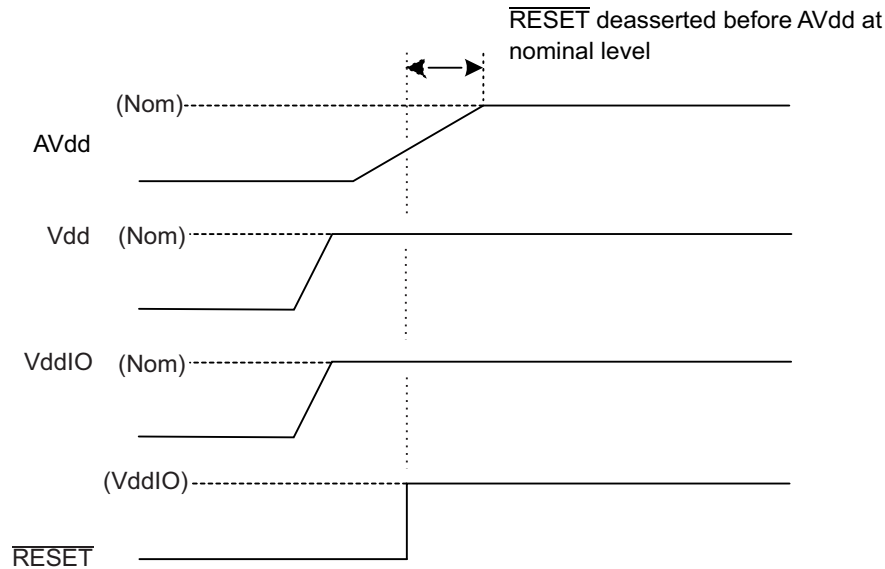 RESET deasserted before AVdd at
nominal level
(Nom)
AVdd
Vdd (Nom)
VddIO (Nom)
(VddIO)
RESET